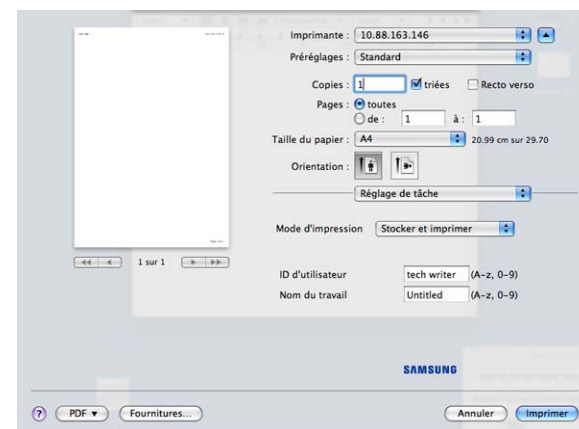 Imprimante : 10.88.163.146
Préréglages : Standard
Copies : 1 triées Recto verso
Pages : toutes
de : 1 à : 1
Taille du papier : A4 20.99 cm sur 29.70
Orientation :
Réglage de tâche
Mode d'impression Stocker et imprimer
1 sur 1
ID d'utilisateur tech writer (A-z, 0-9)
Nom du travail Untitled (A-z, 0-9)
SAMSUNG
? PDF Fournitures... Annuler Imprimer